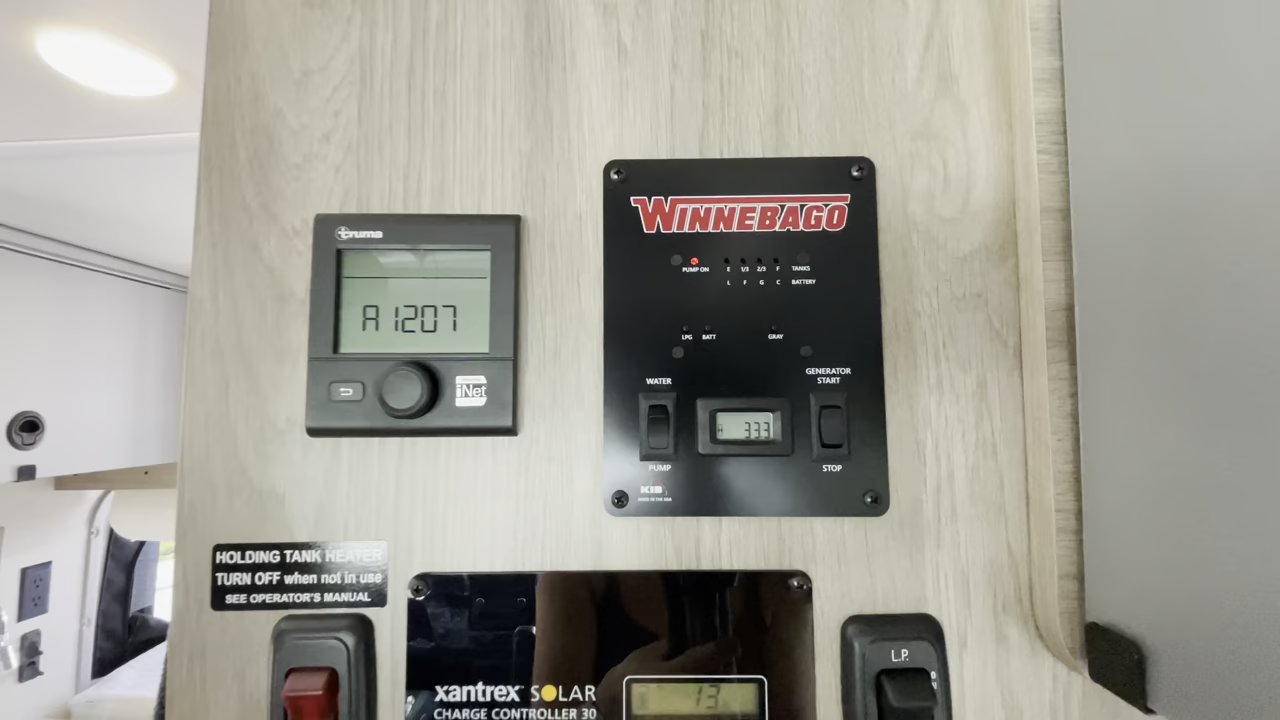 truma
A 1207
iNet
WINNEBAGO
PUMP ON
E 1/3 2/3 F TANKS
L F G C BATTERY
LPG BATT GRAY
WATER
GENERATOR
START
333
PUMP
STOP
KIB
MADE IN THE USA
HOLDING TANK HEATER
TURN OFF when not in use
SEE OPERATOR'S MANUAL
L.P.
xantrex SOLAR
CHARGE CONTROLLER 30
13